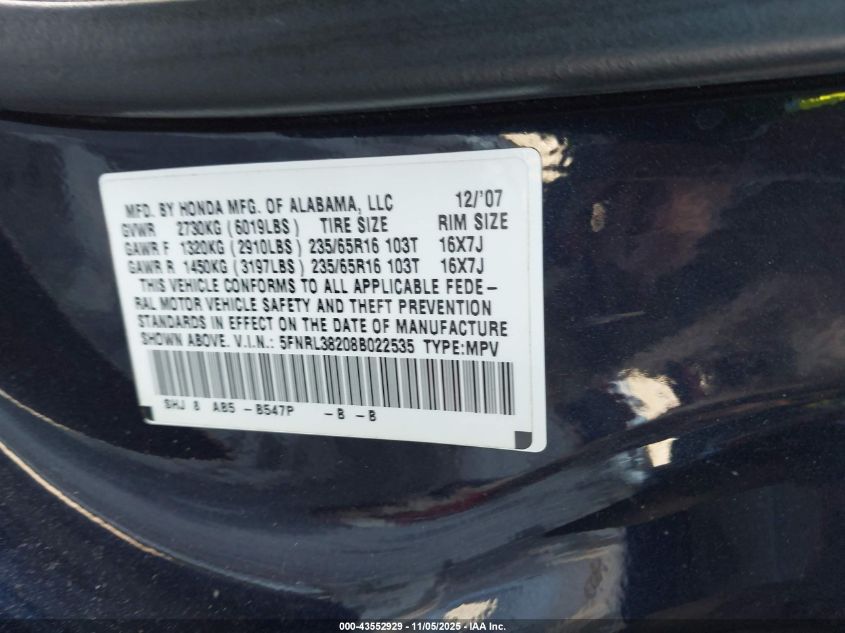 MFD. BY HONDA MFG. OF ALABAMA, LLC 12/'07
GVWR 2730KG (6019LBS) TIRE SIZE RIM SIZE
GAWR F 1320KG (2910LBS) 235/65R16 103T 16X7J
GAWR R 1450KG (3197LBS) 235/65R16 103T 16X7J
THIS VEHICLE CONFORMS TO ALL APPLICABLE FEDE-
RAL MOTOR VEHICLE SAFETY AND THEFT PREVENTION
STANDARDS IN EFFECT ON THE DATE OF MANUFACTURE
SHOWN ABOVE. V.I.N.: 5FNRL38208B022535 TYPE:MPV
SHJ 8 AB5 -B547P -B -B
000-43552929 - 11/05/2025 - IAA Inc.